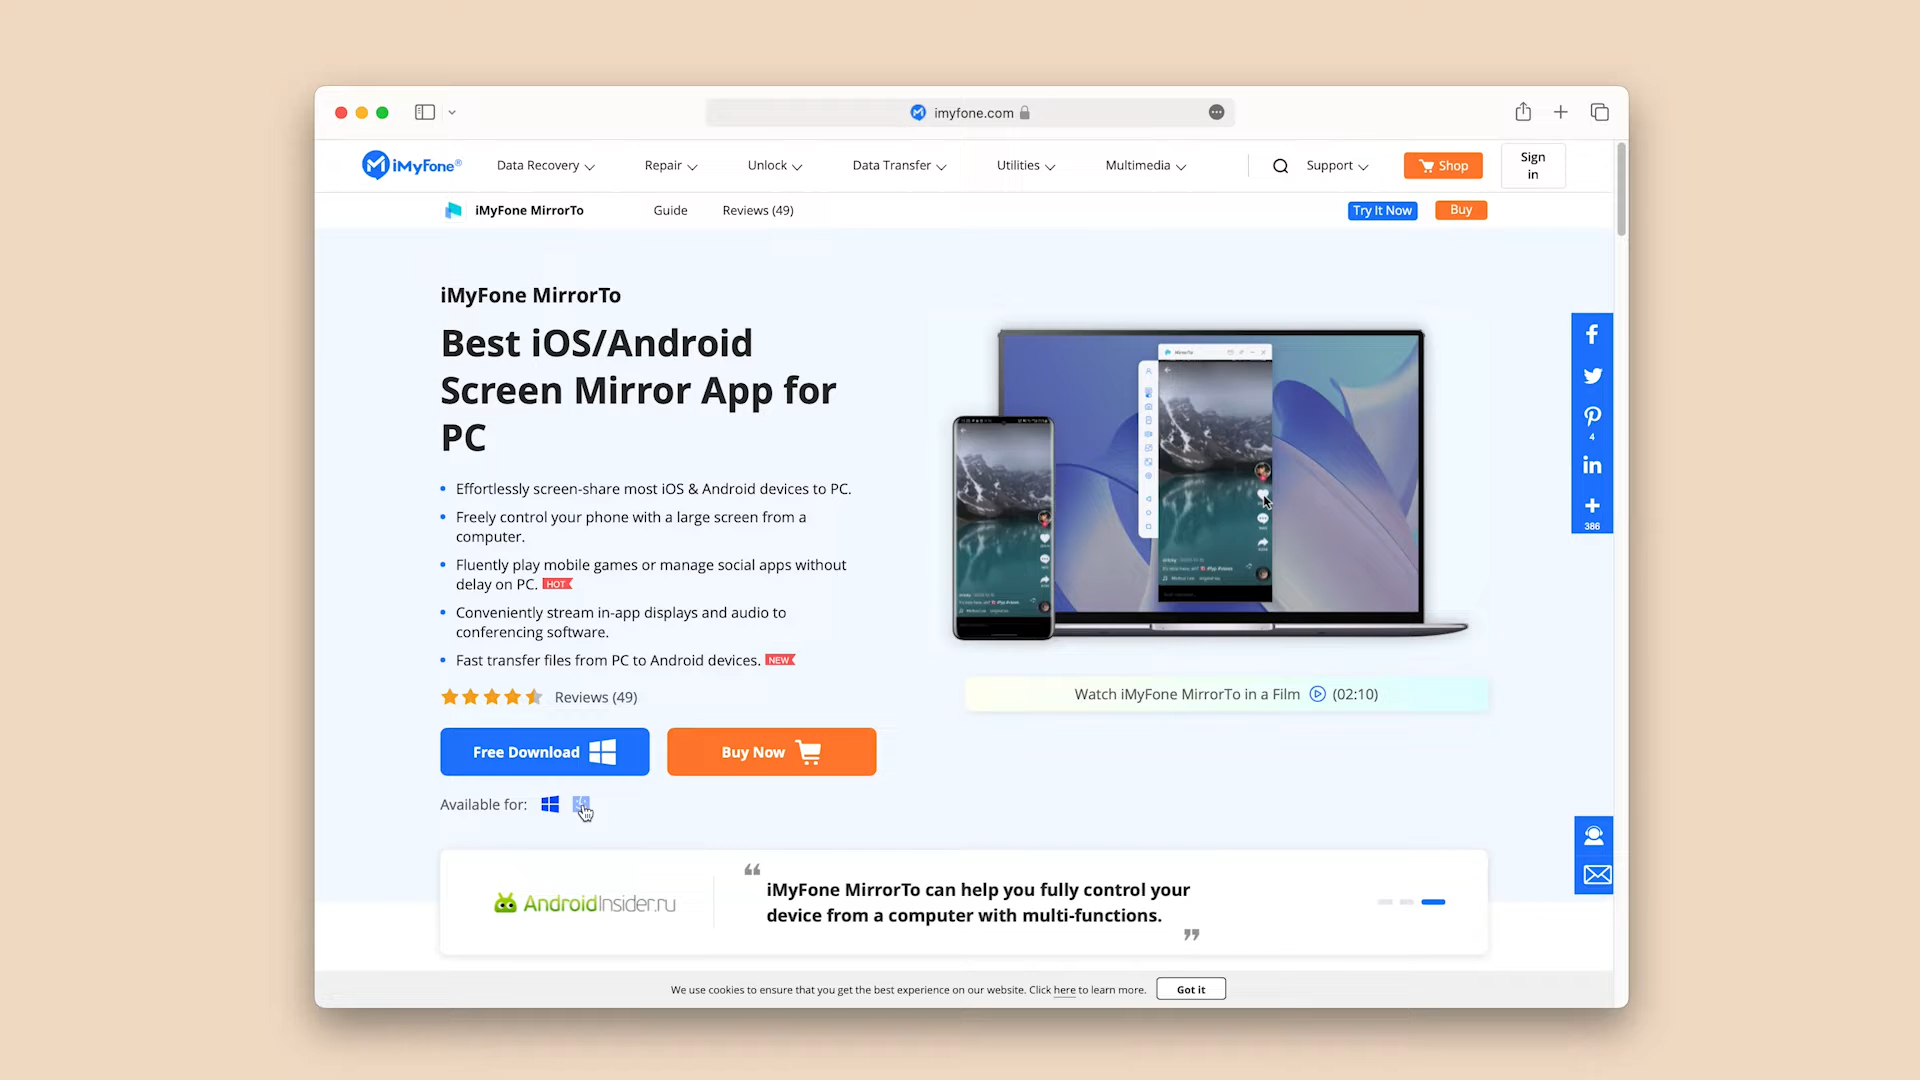 imyfone.com
iMyFone®
Data Recovery
Repair
Unlock
Data Transfer
Utilities
Multimedia
Support
Shop
Sign
in
iMyFone MirrorTo
Guide
Reviews (49)
Try It Now
Buy
iMyFone MirrorTo
Best iOS/Android
Screen Mirror App for
PC
Effortlessly screen-share most iOS & Android devices to PC.
Freely control your phone with a large screen from a
computer.
Fluently play mobile games or manage social apps without
delay on PC. HOT
Conveniently stream in-app displays and audio to
conferencing software.
Fast transfer files from PC to Android devices. NEW
Reviews (49)
Free Download
Buy Now
Available for:
MirrorTo
Watch iMyFone MirrorTo in a Film (02:10)
4
386
AndroidInsider.ru
“ iMyFone MirrorTo can help you fully control your
device from a computer with multi-functions. ”
We use cookies to ensure that you get the best experience on our website. Click here to learn more.
Got it